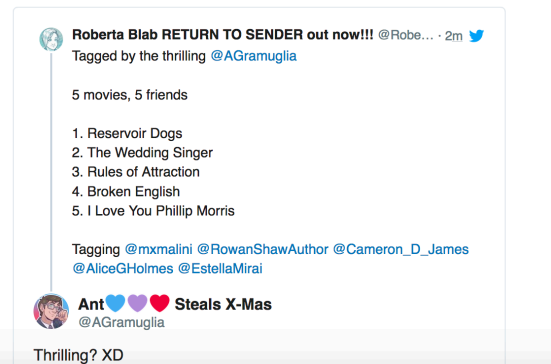 Roberta Blab RETURN TO SENDER out now!!! @Robe... · 2m
Tagged by the thrilling @AGramuglia
5 movies, 5 friends
1. Reservoir Dogs
2. The Wedding Singer
3. Rules of Attraction
4. Broken English
5. I Love You Phillip Morris
Tagging @mxmalini @RowanShawAuthor @Cameron_D_James
@AliceGHolmes @EstellaMirai
Ant💙💜❤️ Steals X-Mas
@AGramuglia
Thrilling? XD